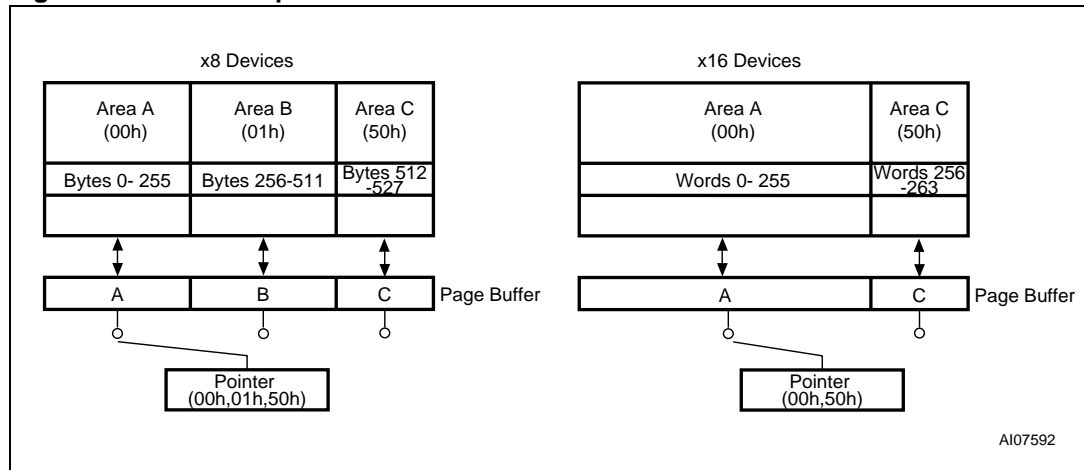 x8 Devices
Area A
(00h)
Area B
(01h)
Area C
(50h)
Bytes 0- 255
Bytes 256-511
Bytes 512
-527
A
B
C
Page Buffer
Pointer
(00h,01h,50h)
x16 Devices
Area A
(00h)
Area C
(50h)
Words 0- 255
Words 256
-263
A
C
Page Buffer
Pointer
(00h,50h)
AI07592